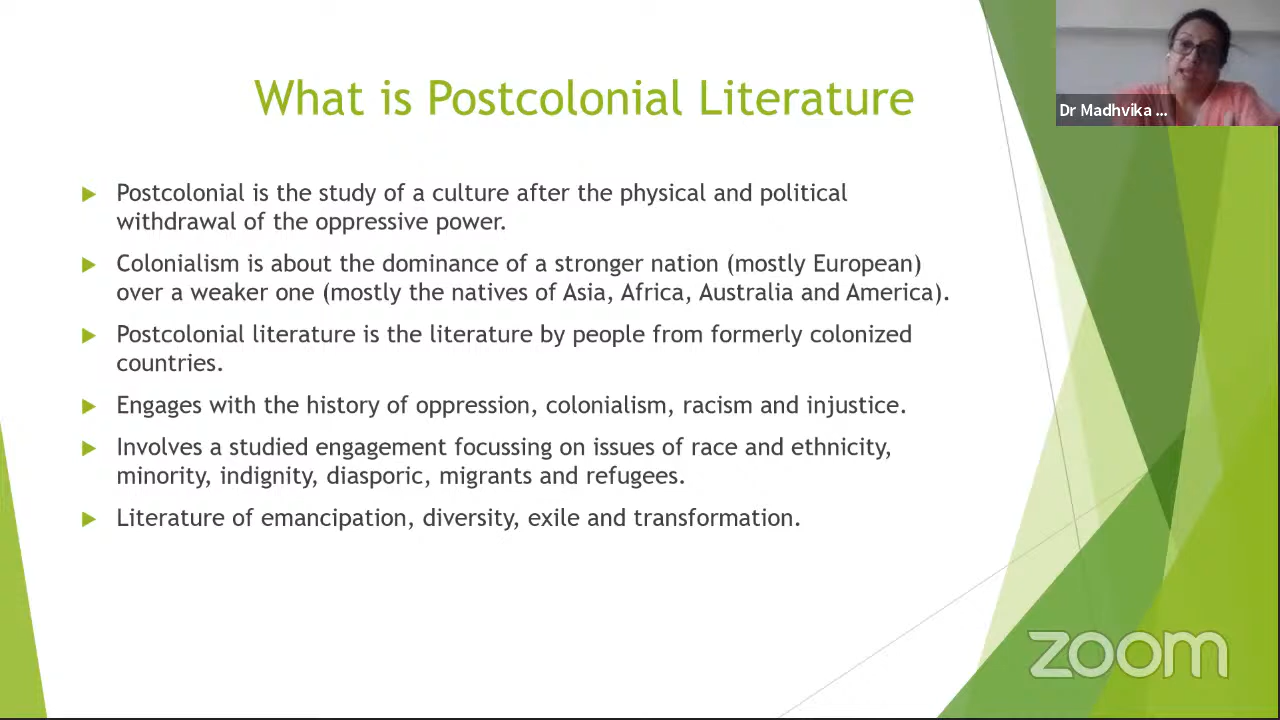 What is Postcolonial Literature
Dr Madhvika ...
Postcolonial is the study of a culture after the physical and political
withdrawal of the oppressive power.
Colonialism is about the dominance of a stronger nation (mostly European)
over a weaker one (mostly the natives of Asia, Africa, Australia and America).
Postcolonial literature is the literature by people from formerly colonized
countries.
Engages with the history of oppression, colonialism, racism and injustice.
Involves a studied engagement focussing on issues of race and ethnicity,
minority, indignity, diasporic, migrants and refugees.
Literature of emancipation, diversity, exile and transformation.
zoom